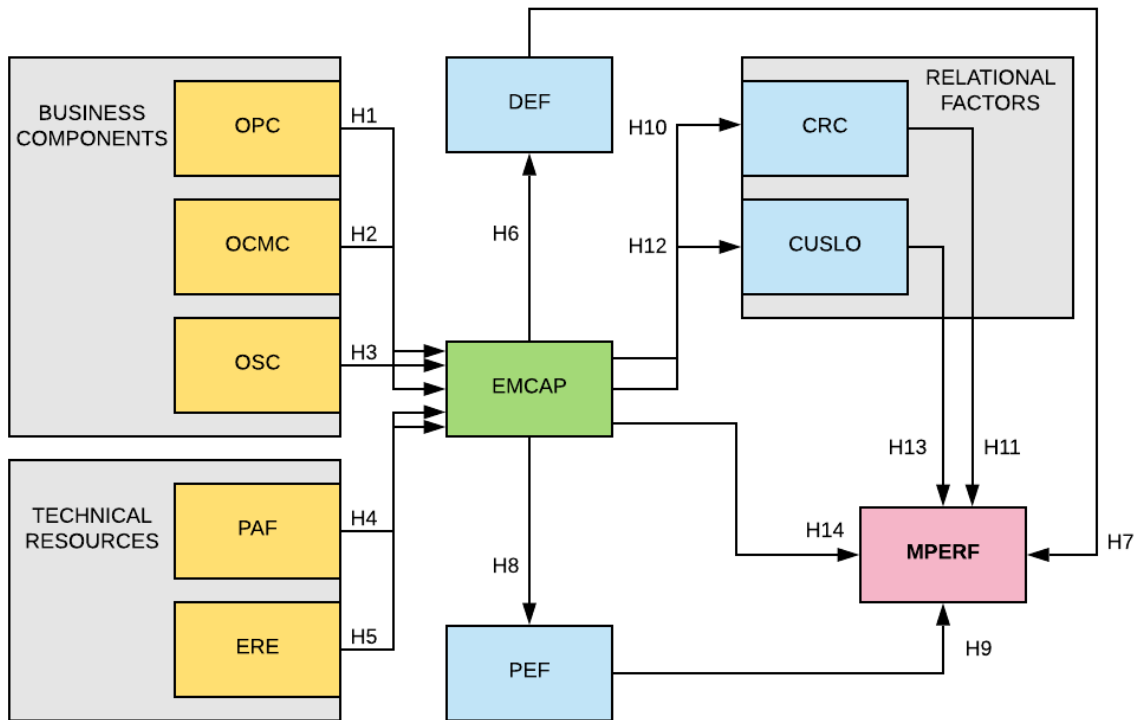 BUSINESS
COMPONENTS
OPC
OCMC
OSC
H1
H2
H3
TECHNICAL
RESOURCES
PAF
ERE
H4
H5
DEF
H6
EMCAP
H8
PEF
H10
H12
RELATIONAL
FACTORS
CRC
CUSLO
H13
H11
H14
MPERF
H7
H9